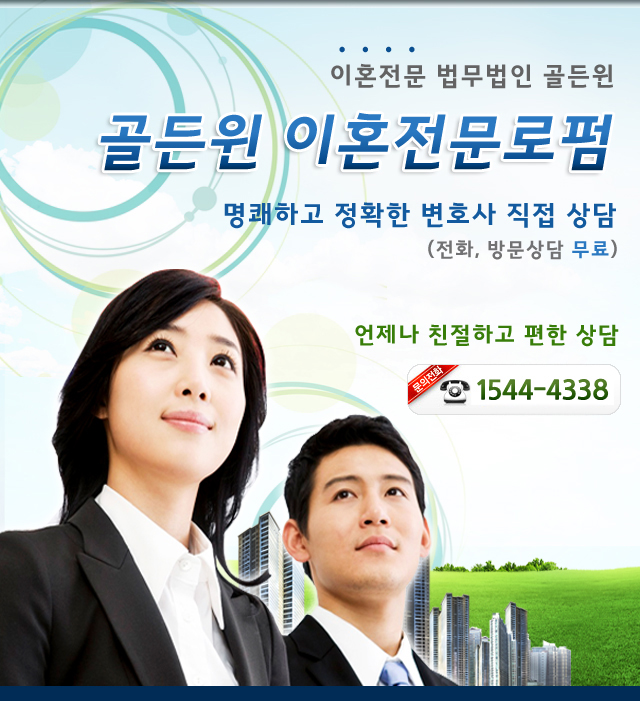 이혼전문 법무법인 골든윈
골든윈 이혼전문로펌
명쾌하고 정확한 변호사 직접 상담
(전화, 방문상담 무료)
언제나 친절하고 편한 상담
문의전화
1544-4338